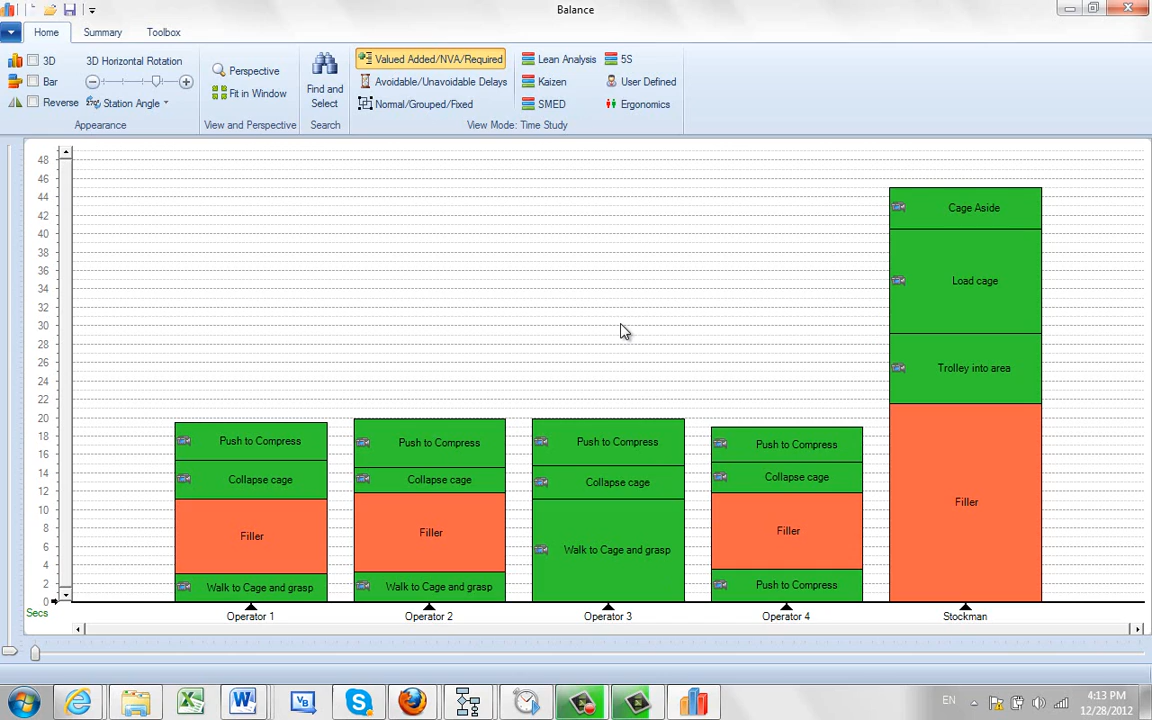 Balance
Home Summary Toolbox
3D 3D Horizontal Rotation
Bar
Reverse Station Angle
Appearance
Perspective
Fit in Window
View and Perspective
Find and
Select
Search
Valued Added/NVA/Required Lean Analysis 5S
Avoidable/Unavoidable Delays Kaizen User Defined
Normal/Grouped/Fixed SMED Ergonomics
View Mode: Time Study
48
46
44
42
40
38
36
34
32
30
28
26
24
22
20
18
16
14
12
10
8
6
4
2
0
Secs
Push to Compress
Collapse cage
Filler
Walk to Cage and grasp
Operator 1
Push to Compress
Collapse cage
Filler
Walk to Cage and grasp
Operator 2
Push to Compress
Collapse cage
Walk to Cage and grasp
Operator 3
Push to Compress
Collapse cage
Filler
Push to Compress
Operator 4
Cage Aside
Load cage
Trolley into area
Filler
Stockman
EN
4:13 PM
12/28/2012